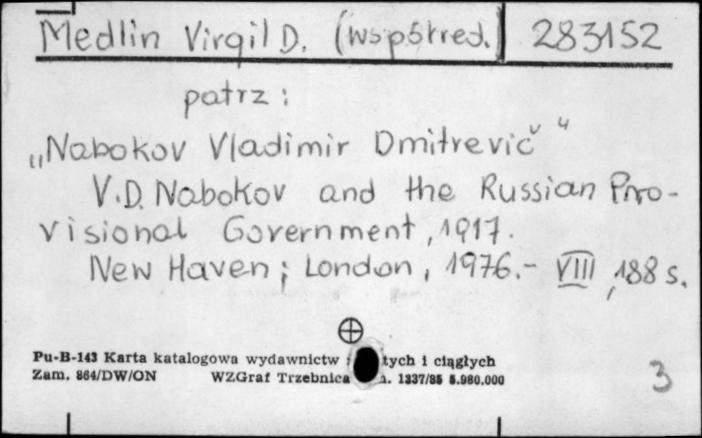 Medlin Virgil D. (współred.) 283152
patrz:
„Nabokov Vladimir Dmitrevič"
V.D. Nabokov and the Russian Pro-
visional Government, 1917.
New Haven; London, 1976.- VIII, 188 s.
Pu-B-143 Karta katalogowa wydawnictw tych i ciągłych
Zam. 864/DW/ON WZGraf Trzebnica 1337/85 5.980.000
3